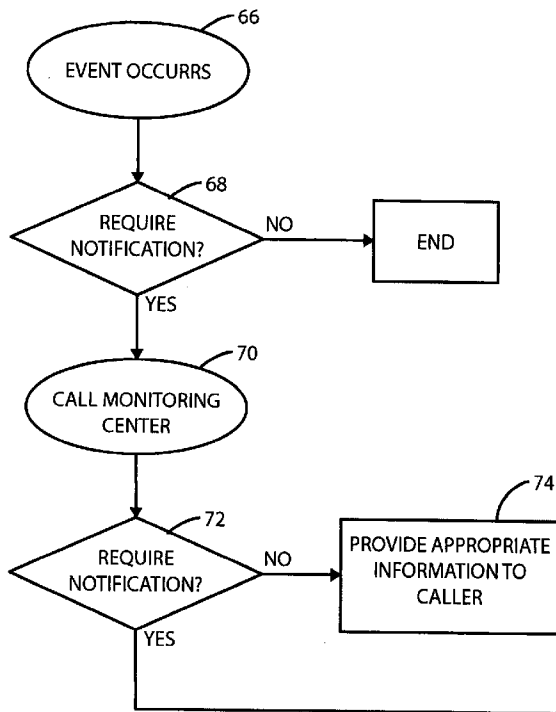 66
EVENT OCCURRS
68
REQUIRE
NOTIFICATION?
NO
END
YES
70
CALL MONITORING
CENTER
72
REQUIRE
NOTIFICATION?
NO
74
PROVIDE APPROPRIATE
INFORMATION TO
CALLER
YES